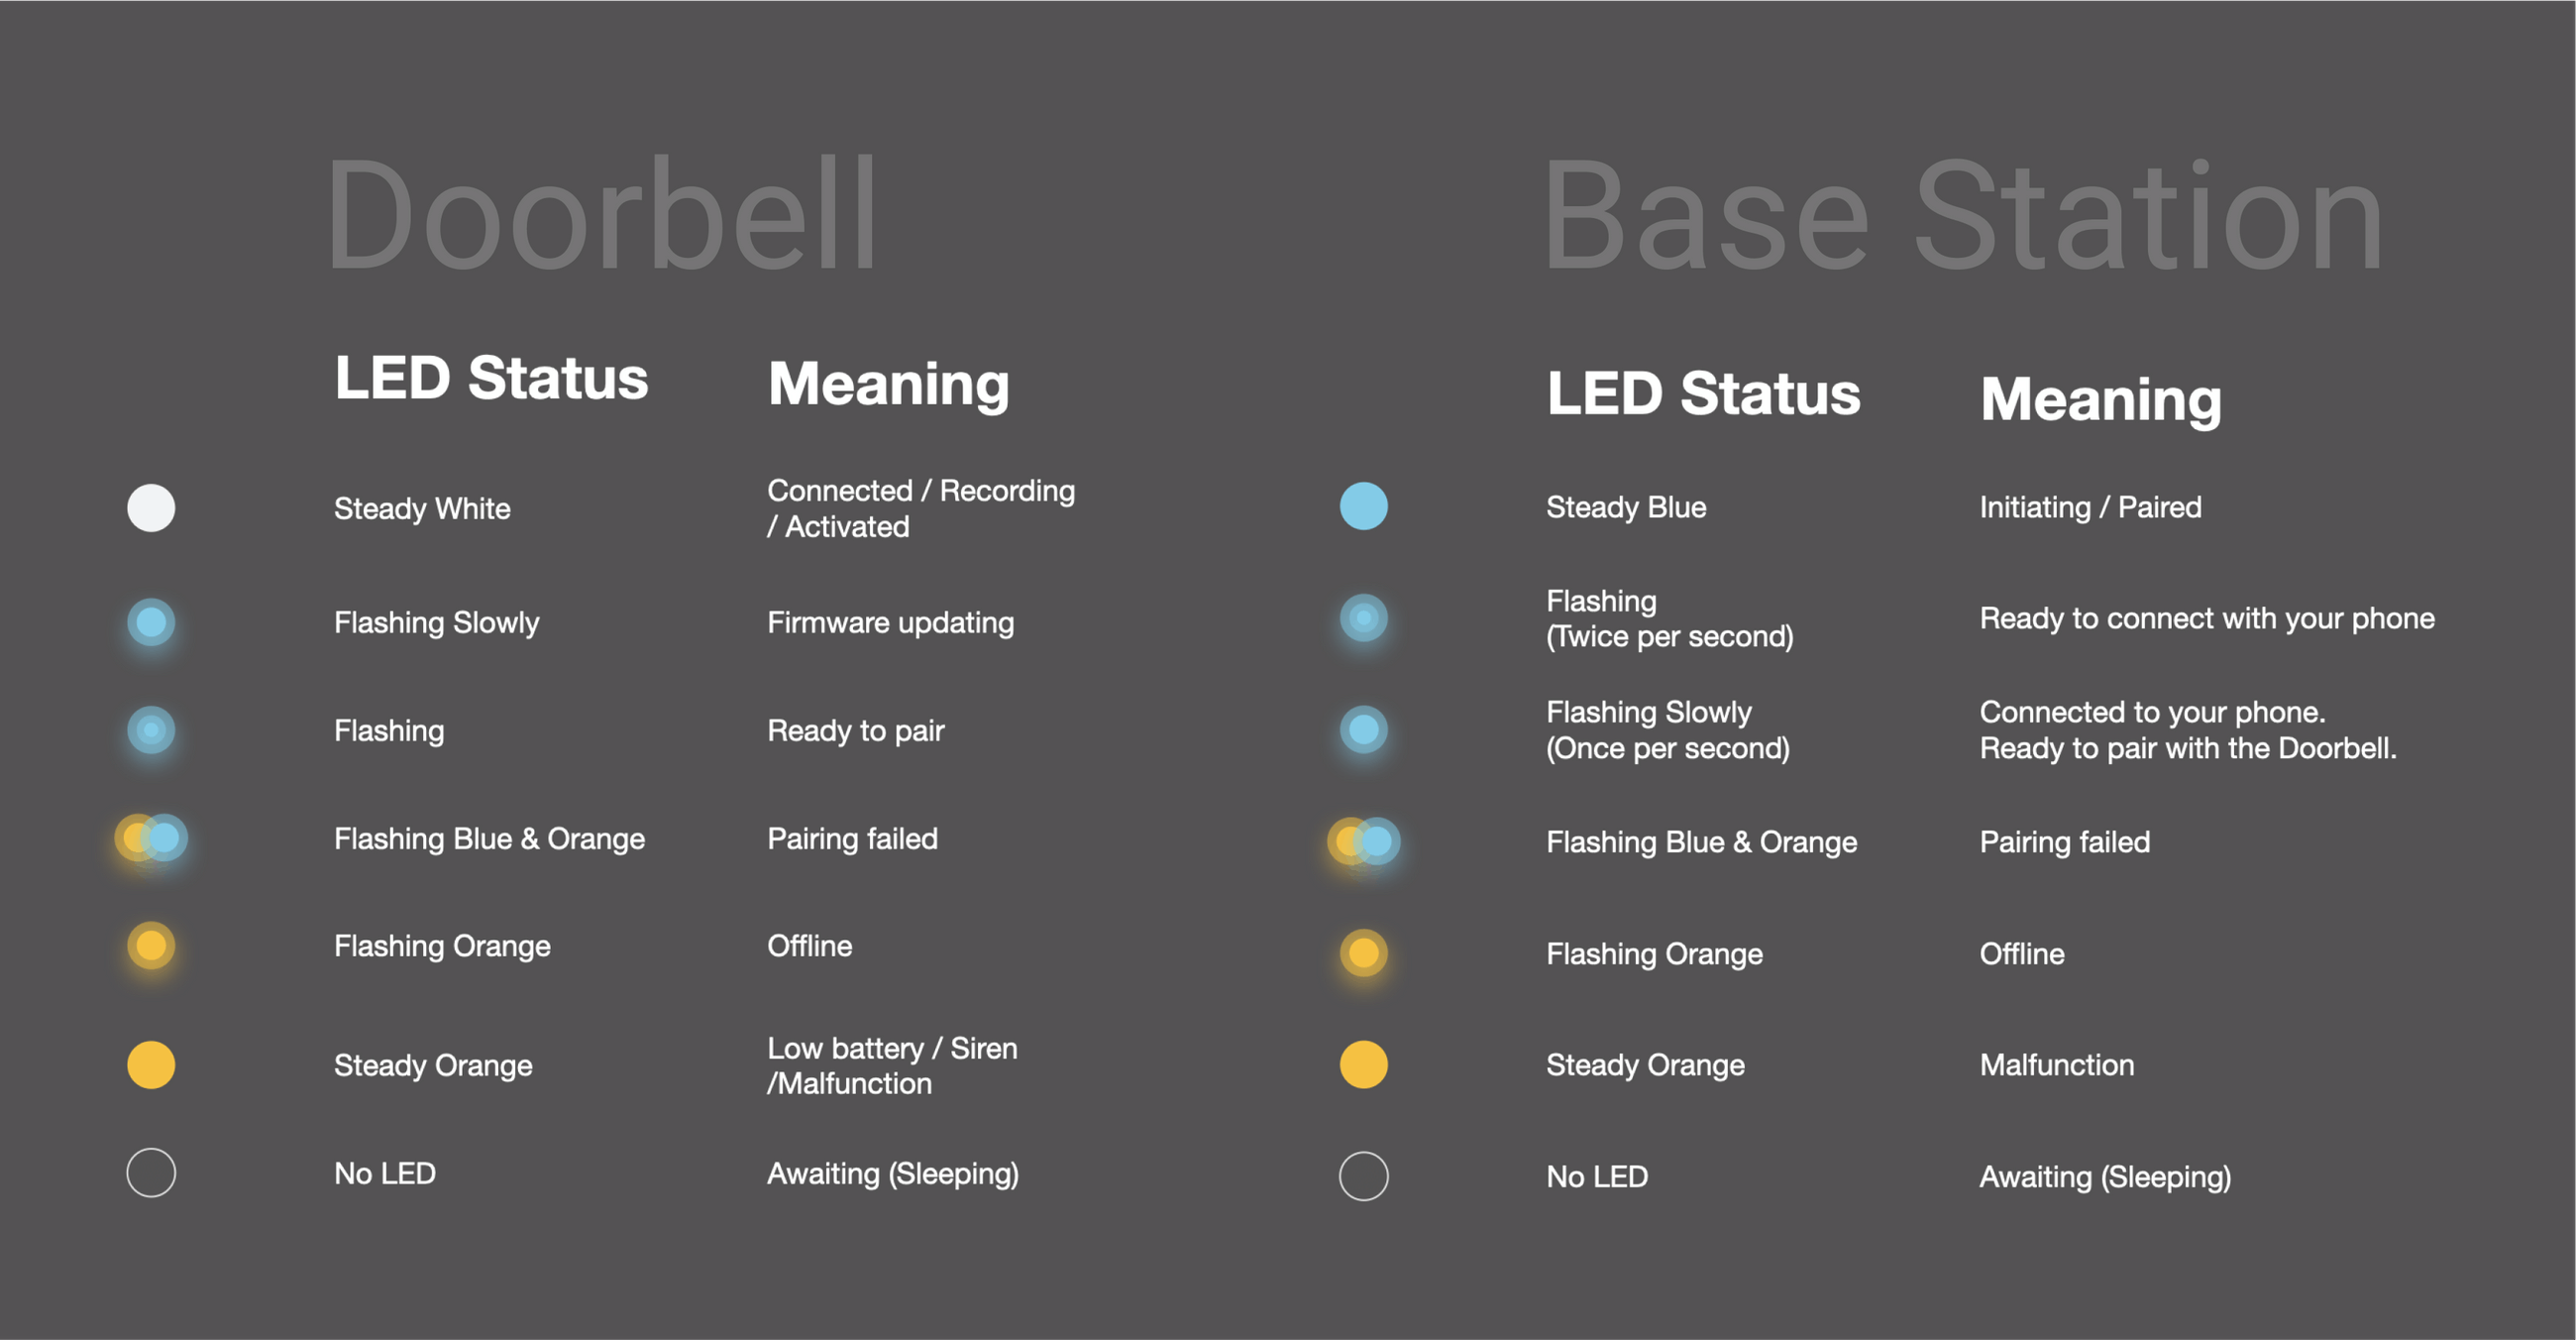 Doorbell
LED Status Meaning
Steady White
Connected / Recording
/ Activated
Flashing Slowly
Firmware updating
Flashing
Ready to pair
Flashing Blue & Orange
Pairing failed
Flashing Orange
Offline
Steady Orange
Low battery / Siren
/Malfunction
No LED
Awaiting (Sleeping)
Base Station
LED Status Meaning
Steady Blue
Initiating / Paired
Flashing
(Twice per second)
Ready to connect with your phone
Flashing Slowly
(Once per second)
Connected to your phone.
Ready to pair with the Doorbell.
Flashing Blue & Orange
Pairing failed
Flashing Orange
Offline
Steady Orange
Malfunction
No LED
Awaiting (Sleeping)